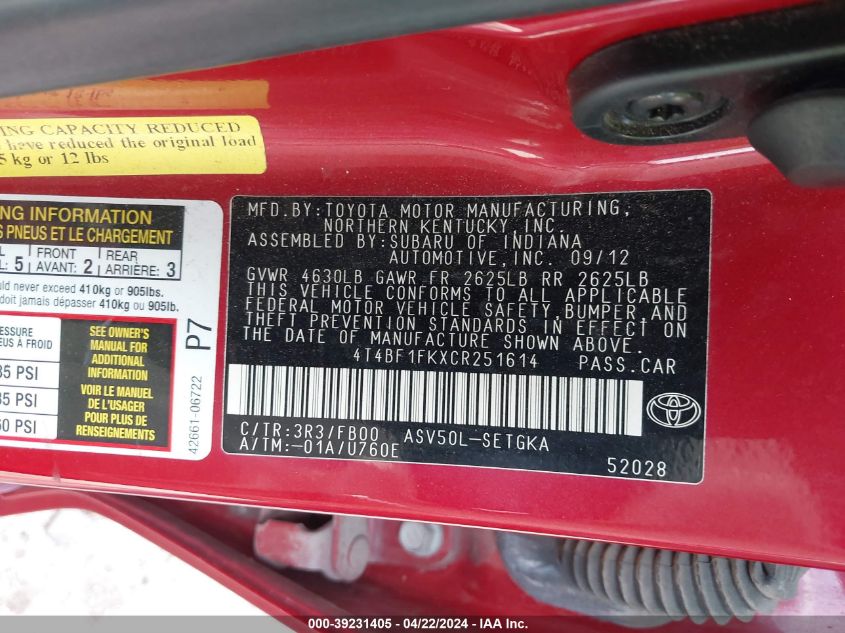 ING CAPACITY REDUCED
have reduced the original load
5 kg or 12 lbs
NG INFORMATION
S PNEUS ET LE CHARGEMENT
L 5 FRONT AVANT: 2 REAR ARRIÈRE: 3
ould never exceed 410kg or 905lbs.
doit jamais dépasser 410kg ou 905lb.
ESSURE
EUS À FROID
35 PSI
35 PSI
60 PSI
SEE OWNER'S
MANUAL FOR
ADDITIONAL
INFORMATION
VOIR LE MANUEL
DE L'USAGER
POUR PLUS DE
RENSEIGNEMENTS
P7
42661-06722
MFD.BY:TOYOTA MOTOR MANUFACTURING,
NORTHERN KENTUCKY, INC.
ASSEMBLED BY:SUBARU OF INDIANA
AUTOMOTIVE,INC. 09/12
GVWR 4630LB GAWR FR 2625LB RR 2625LB
THIS VEHICLE CONFORMS TO ALL APPLICABLE
FEDERAL MOTOR VEHICLE SAFETY,BUMPER,AND
THEFT PREVENTION STANDARDS IN EFFECT ON
THE DATE OF MANUFACTURE SHOWN ABOVE.
4T4BF1FKXCR251614 PASS.CAR
C/TR:3R3/FB00 ASV50L-SETGKA
A/TM:-01A/U760E
52028
000-39231405 - 04/22/2024 - IAAI - COPART, INC.